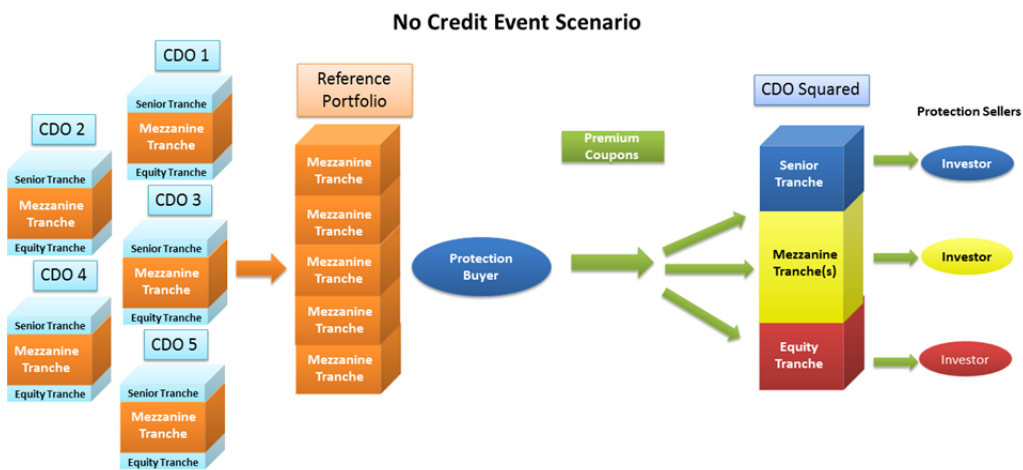 No Credit Event Scenario
CDO 1
Senior Tranche
Mezzanine
Tranche
Equity Tranche
CDO 2
Senior Tranche
Mezzanine
Tranche
Equity Tranche
CDO 3
Senior Tranche
Mezzanine
Tranche
Equity Tranche
CDO 4
Senior Tranche
Mezzanine
Tranche
Equity Tranche
CDO 5
Senior Tranche
Mezzanine
Tranche
Equity Tranche
Reference
Portfolio
Mezzanine
Tranche
Mezzanine
Tranche
Mezzanine
Tranche
Mezzanine
Tranche
Mezzanine
Tranche
Protection
Buyer
Premium
Coupons
CDO Squared
Senior
Tranche
Mezzanine
Tranche(s)
Equity
Tranche
Protection Sellers
Investor
Investor
Investor